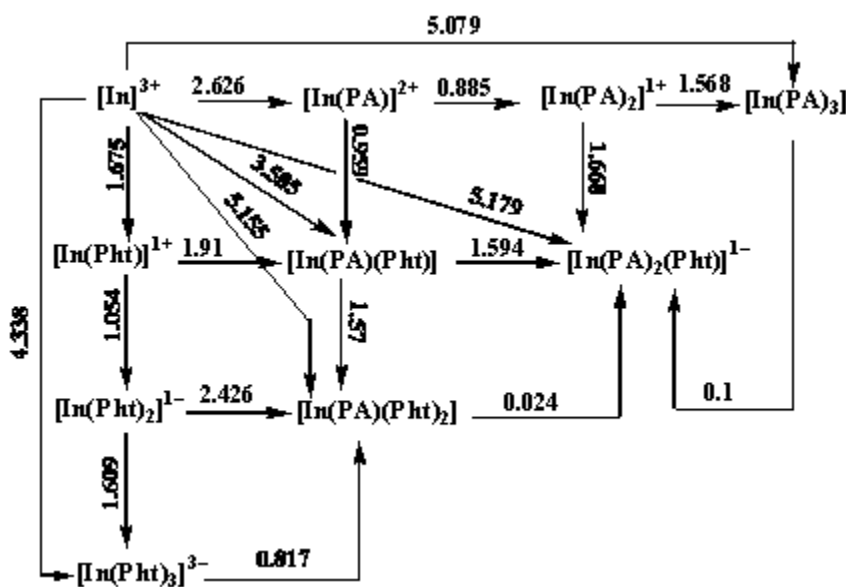 5.079
[In]³⁺ 2.626 [In(PA)]²⁺ 0.885 [In(PA)₂]¹⁺ 1.568 [In(PA)₃]
1.675
0.959
3.585
5.155
5.179
1.668
[In(Pht)]¹⁺ 1.91 [In(PA)(Pht)] 1.594 [In(PA)₂(Pht)]¹⁻
4.338
1.054
1.57
[In(Pht)₂]¹⁻ 2.426 [In(PA)(Pht)₂] 0.024 0.1
1.609
[In(Pht)₃]³⁻ 0.817